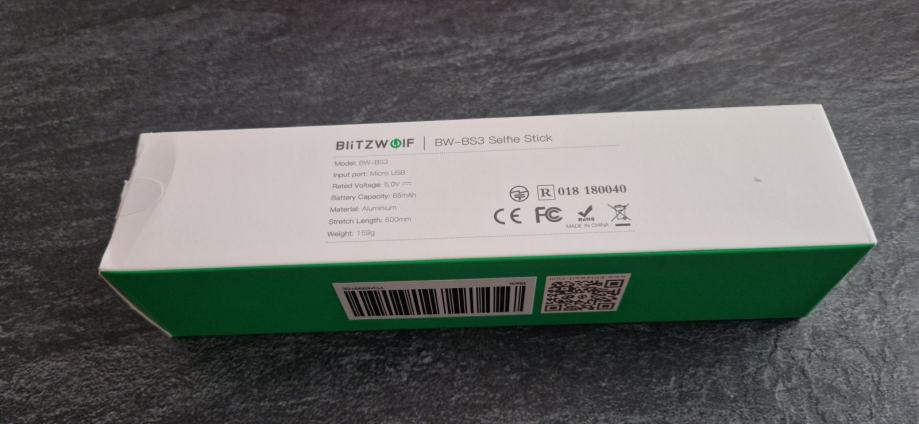 BlitzWolf | BW-BS3 Selfie Stick
Model: BW-BS3
Input port: Micro USB
Rated Voltage: 5.0V
Battery Capacity: 65mAh
Material: Aluminium
Stretch Length: 600mm
Weight: 159g
R 018 180040
CE FC RoHS
MADE IN CHINA
Black